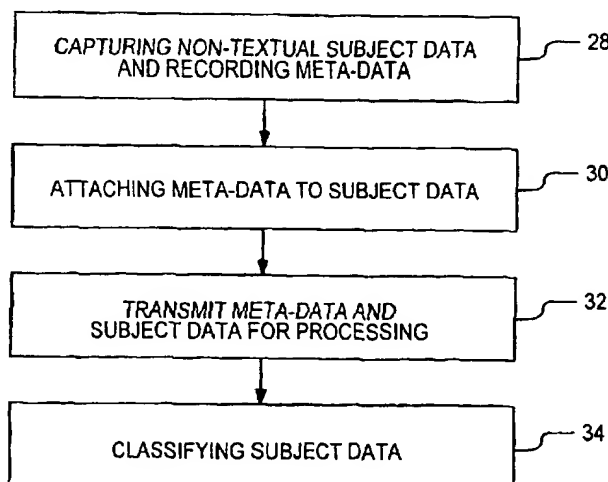 CAPTURING NON-TEXTUAL SUBJECT DATA
AND RECORDING META-DATA
28
ATTACHING META-DATA TO SUBJECT DATA
30
TRANSMIT META-DATA AND
SUBJECT DATA FOR PROCESSING
32
CLASSIFYING SUBJECT DATA
34